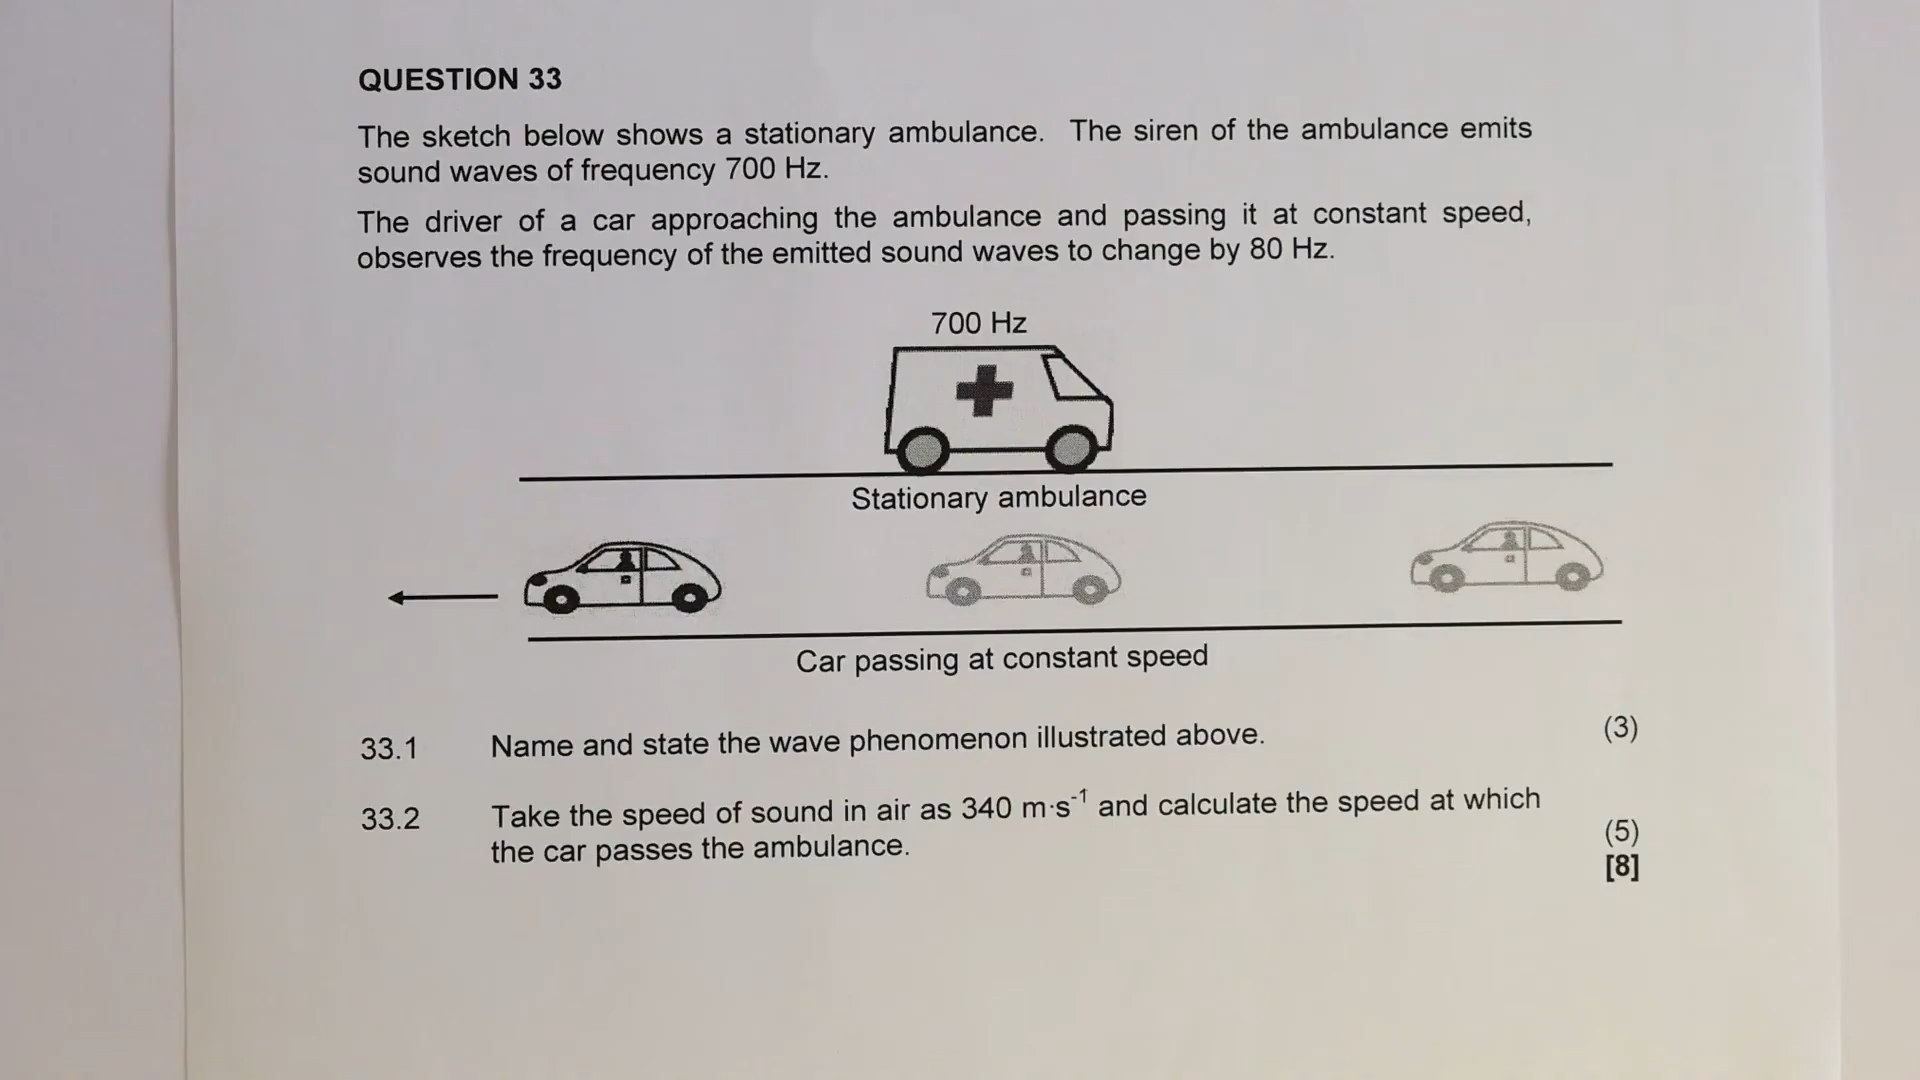 QUESTION 33
The sketch below shows a stationary ambulance. The siren of the ambulance emits
sound waves of frequency 700 Hz.
The driver of a car approaching the ambulance and passing it at constant speed,
observes the frequency of the emitted sound waves to change by 80 Hz.
700 Hz
Stationary ambulance
Car passing at constant speed
33.1 Name and state the wave phenomenon illustrated above. (3)
33.2 Take the speed of sound in air as 340 m·s⁻¹ and calculate the speed at which
the car passes the ambulance. (5)
[8]